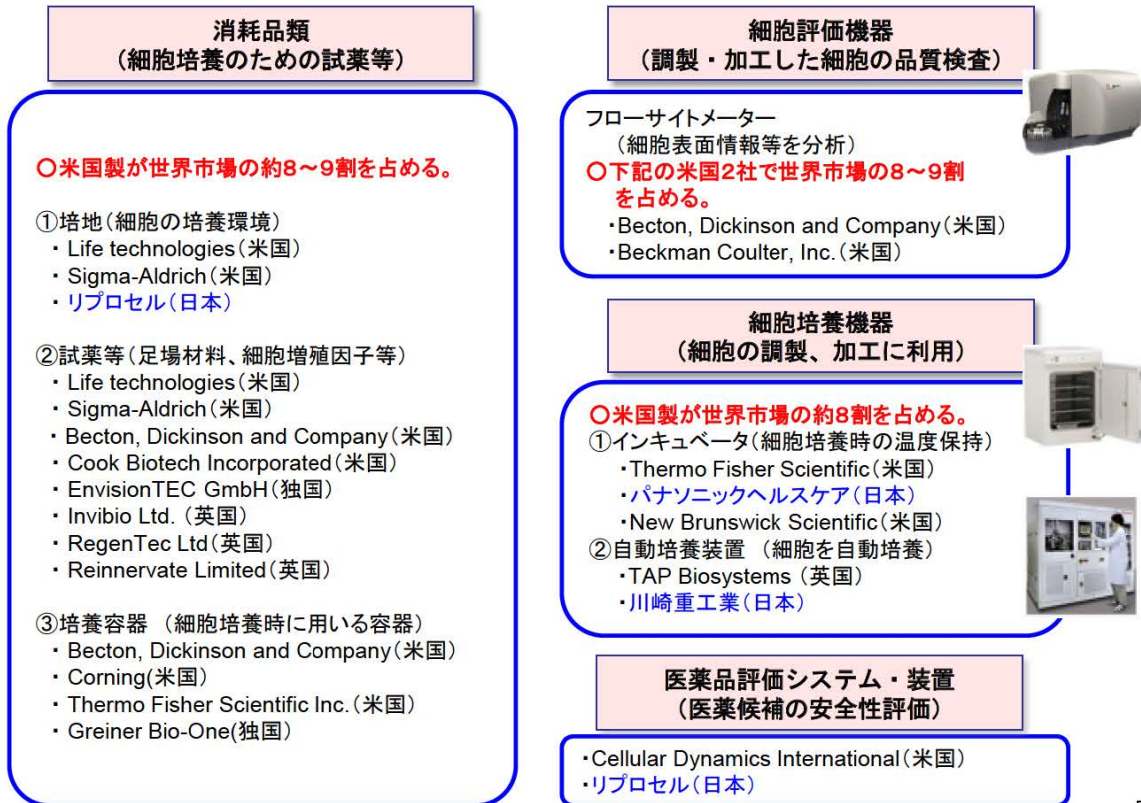 消耗品類
(細胞培養のための試薬等)
○米国製が世界市場の約8~9割を占める。
①培地(細胞の培養環境)
・Life technologies(米国)
・Sigma-Aldrich(米国)
・リプロセル(日本)
②試薬等(足場材料、細胞増殖因子等)
・Life technologies(米国)
・Sigma-Aldrich(米国)
・Becton, Dickinson and Company(米国)
・Cook Biotech Incorporated(米国)
・EnvisionTEC GmbH(独国)
・Invibio Ltd. (英国)
・RegenTec Ltd(英国)
・Reinnervate Limited(英国)
③培養容器 (細胞培養時に用いる容器)
・Becton, Dickinson and Company(米国)
・Corning(米国)
・Thermo Fisher Scientific Inc.(米国)
・Greiner Bio-One(独国)
細胞評価機器
(調製・加工した細胞の品質検査)
フローサイトメーター
(細胞表面情報等を分析)
○下記の米国2社で世界市場の8~9割
を占める。
・Becton, Dickinson and Company(米国)
・Beckman Coulter, Inc.(米国)
細胞培養機器
(細胞の調製、加工に利用)
○米国製が世界市場の約8割を占める。
①インキュベータ(細胞培養時の温度保持)
・Thermo Fisher Scientific(米国)
・パナソニックヘルスケア(日本)
・New Brunswick Scientific(米国)
②自動培養装置 (細胞を自動培養)
・TAP Biosystems (英国)
・川崎重工業(日本)
医薬品評価システム・装置
(医薬候補の安全性評価)
・Cellular Dynamics International(米国)
・リプロセル(日本)